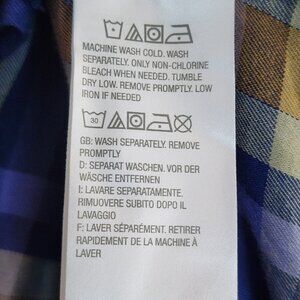 MACHINE WASH COLD. WASH
SEPARATELY. ONLY NON-CHLORINE
BLEACH WHEN NEEDED. TUMBLE
DRY LOW. REMOVE PROMPTLY. LOW
IRON IF NEEDED
30
GB: WASH SEPARATELY. REMOVE
PROMPTLY
D: SEPARAT WASCHEN. VOR DER
WÄSCHE ENTFERNEN
I: LAVARE SEPARATAMENTE.
RIMUOVERE SUBITO DOPO IL
LAVAGGIO
F: LAVER SÉPARÉMENT. RETIRER
RAPIDEMENT DE LA MACHINE À
LAVER